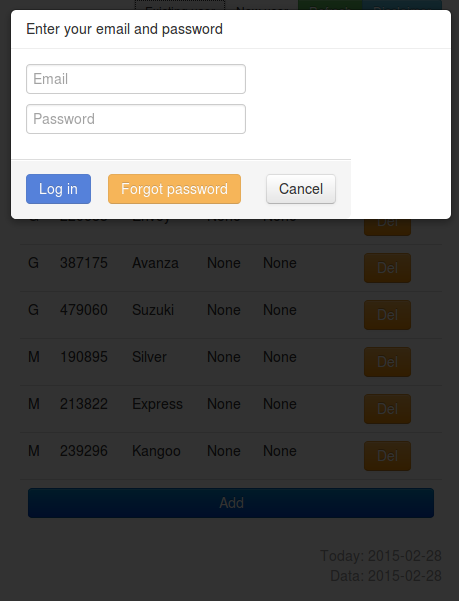 Enter your email and password
Email
Password
Log in Forgot password Cancel
Del
G 387175 Avanza None None Del
G 479060 Suzuki None None Del
M 190895 Silver None None Del
M 213822 Express None None Del
M 239296 Kangoo None None Del
Add
Today: 2015-02-28
Data: 2015-02-28